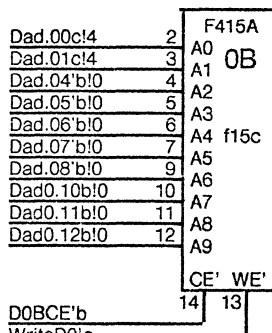 F415A
Dad.00c!4 2 A0 0B
Dad.01c!4 3 A1
Dad.04'b!0 4 A2
Dad.05'b!0 5 A3
Dad.06'b!0 6 A4 f15c
Dad.07'b!0 7 A5
Dad.08'b!0 9 A6
Dad0.10b!0 10 A7
Dad0.11b!0 11 A8
Dad0.12b!0 12 A9
CE' WE'
14 13
D0BCE'b